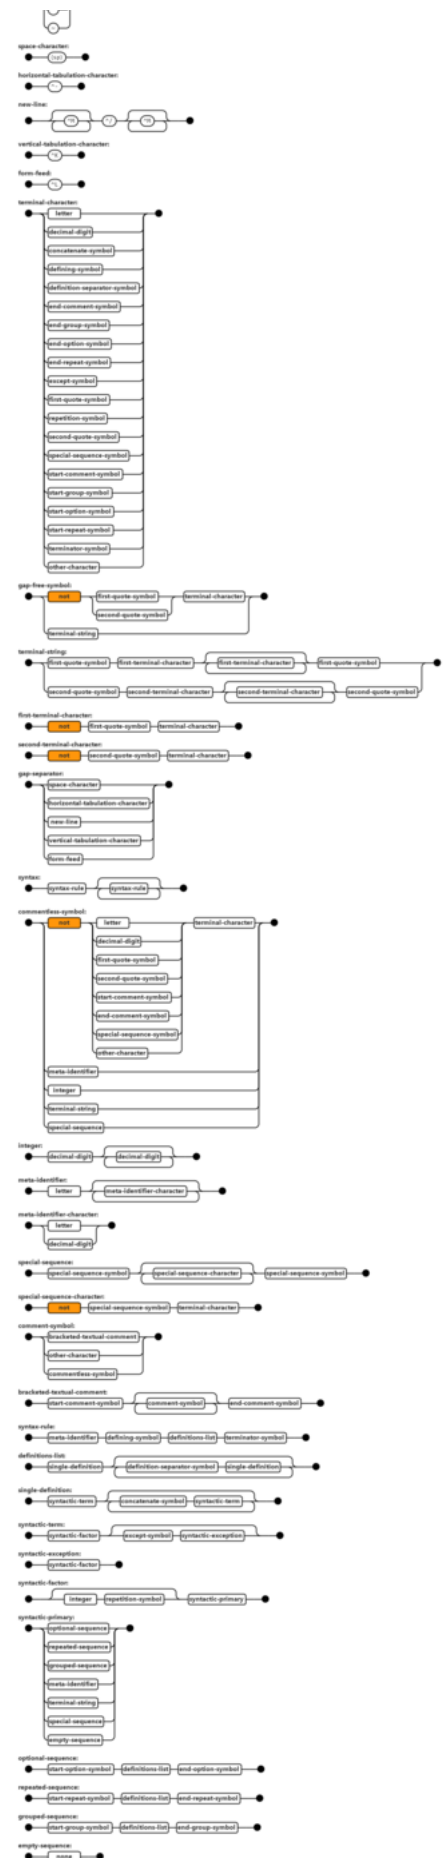 space-character:
horizontal-tabulation-character:
new-line:
vertical-tabulation-character:
form-feed:
terminal-character:
letter
decimal-digit
concatenate-symbol
defining-symbol
definition-separator-symbol
end-comment-symbol
end-group-symbol
end-option-symbol
end-repeat-symbol
except-symbol
first-quote-symbol
repetition-symbol
second-quote-symbol
special-sequence-symbol
start-comment-symbol
start-group-symbol
start-option-symbol
start-repeat-symbol
terminator-symbol
other-character
gap-free-symbol:
not first-quote-symbol terminal-character
second-quote-symbol
terminal-string
terminal-string:
first-quote-symbol first-terminal-character first-terminal-character first-quote-symbol
second-quote-symbol second-terminal-character second-terminal-character second-quote-symbol
first-terminal-character:
not first-quote-symbol terminal-character
second-terminal-character:
not second-quote-symbol terminal-character
gap-separator:
space-character
horizontal-tabulation-character
new-line
vertical-tabulation-character
form-feed
syntax:
syntax-rule syntax-rule
commentless-symbol:
not letter terminal-character
decimal-digit
first-quote-symbol
second-quote-symbol
start-comment-symbol
end-comment-symbol
special-sequence-symbol
other-character
meta-identifier
integer
terminal-string
special-sequence
integer:
decimal-digit decimal-digit
meta-identifier:
letter meta-identifier-character
meta-identifier-character:
letter
decimal-digit
special-sequence:
special-sequence-symbol special-sequence-character special-sequence-symbol
special-sequence-character:
not special-sequence-symbol terminal-character
comment-symbol:
bracketed-textual-comment
other-character
commentless-symbol
bracketed-textual-comment:
start-comment-symbol comment-symbol end-comment-symbol
syntax-rule:
meta-identifier defining-symbol definitions-list terminator-symbol
definitions-list:
single-definition definition-separator-symbol single-definition
single-definition:
syntactic-term concatenate-symbol syntactic-term
syntactic-term:
syntactic-factor except-symbol syntactic-exception
syntactic-exception:
syntactic-factor
syntactic-factor:
integer repetition-symbol syntactic-primary
syntactic-primary:
optional-sequence
repeated-sequence
grouped-sequence
meta-identifier
terminal-string
special-sequence
empty-sequence
optional-sequence:
start-option-symbol definitions-list end-option-symbol
repeated-sequence:
start-repeat-symbol definitions-list end-repeat-symbol
grouped-sequence:
start-group-symbol definitions-list end-group-symbol
empty-sequence:
none